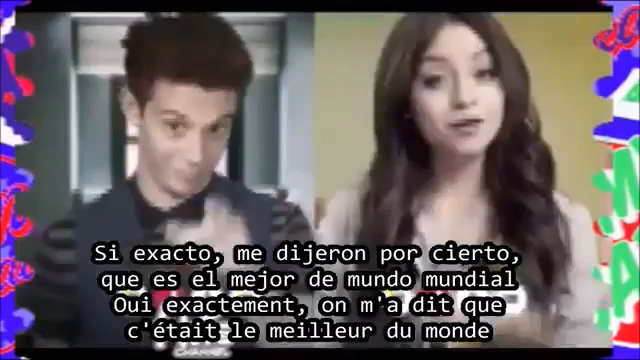 Si exacto, me dijeron por cierto,
que es el mejor de mundo mundial
Oui exactement, on m'a dit que
c'était le meilleur du monde